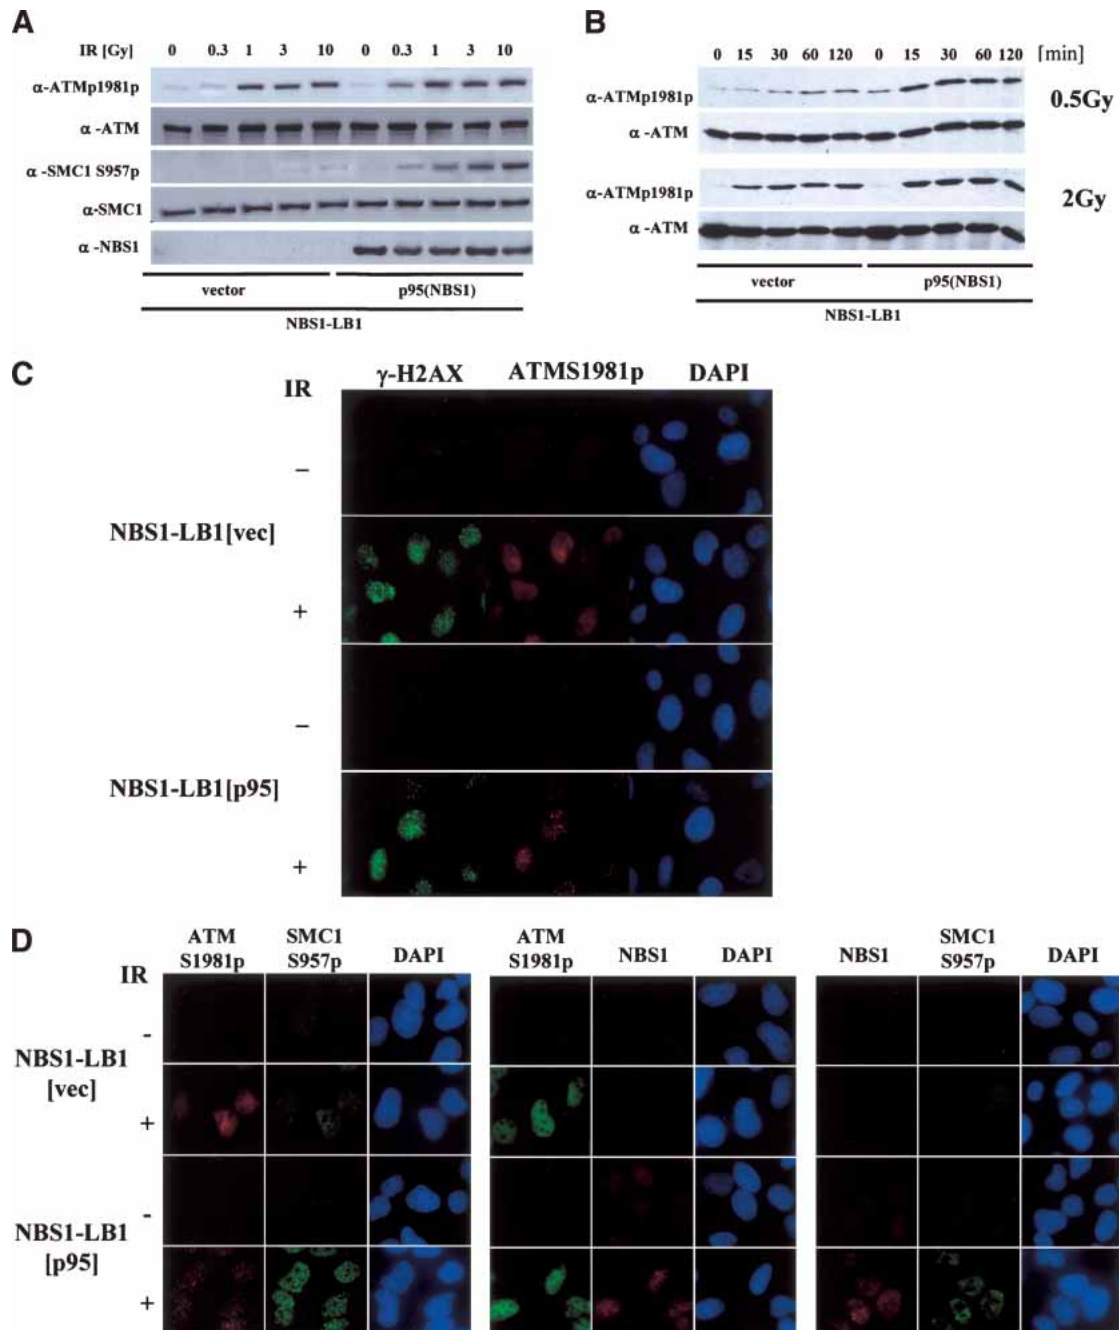 A
IR [Gy] 0 0.3 1 3 10 0 0.3 1 3 10
α-ATMp1981p
α -ATM
α -SMC1 S957p
α-SMC1
α -NBS1
vector p95(NBS1)
NBS1-LB1
B
0 15 30 60 120 0 15 30 60 120 [min]
α-ATMp1981p 0.5Gy
α -ATM
α-ATMp1981p 2Gy
α -ATM
vector p95(NBS1)
NBS1-LB1
C
IR γ-H2AX ATMS1981p DAPI
–
NBS1-LB1[vec]
+
–
NBS1-LB1[p95]
+
D
IR
ATM SMC1 DAPI
S1981p S957p
ATM NBS1 DAPI
S1981p
NBS1 SMC1 DAPI
S957p
-
NBS1-LB1
[vec]
+
-
NBS1-LB1
[p95]
+